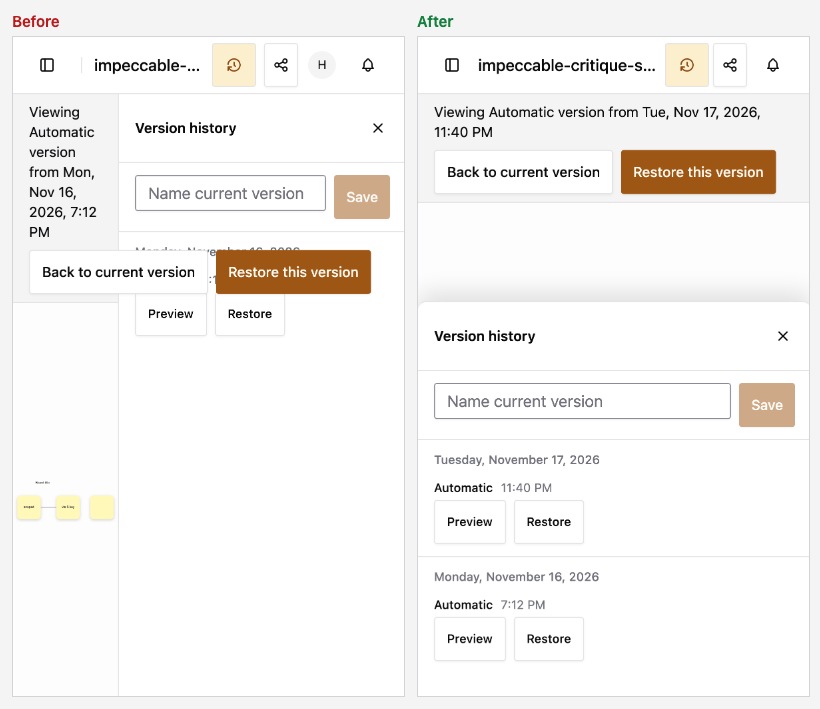 Before
impeccable-...
H
Viewing
Automatic
version
from Mon,
Nov 16,
2026, 7:12
PM
Back to current version
Restore this version
Version history
Name current version
Save
Preview
Restore
After
impeccable-critique-s...
Viewing Automatic version from Tue, Nov 17, 2026,
11:40 PM
Back to current version
Restore this version
Version history
Name current version
Save
Tuesday, November 17, 2026
Automatic 11:40 PM
Preview
Restore
Monday, November 16, 2026
Automatic 7:12 PM
Preview
Restore